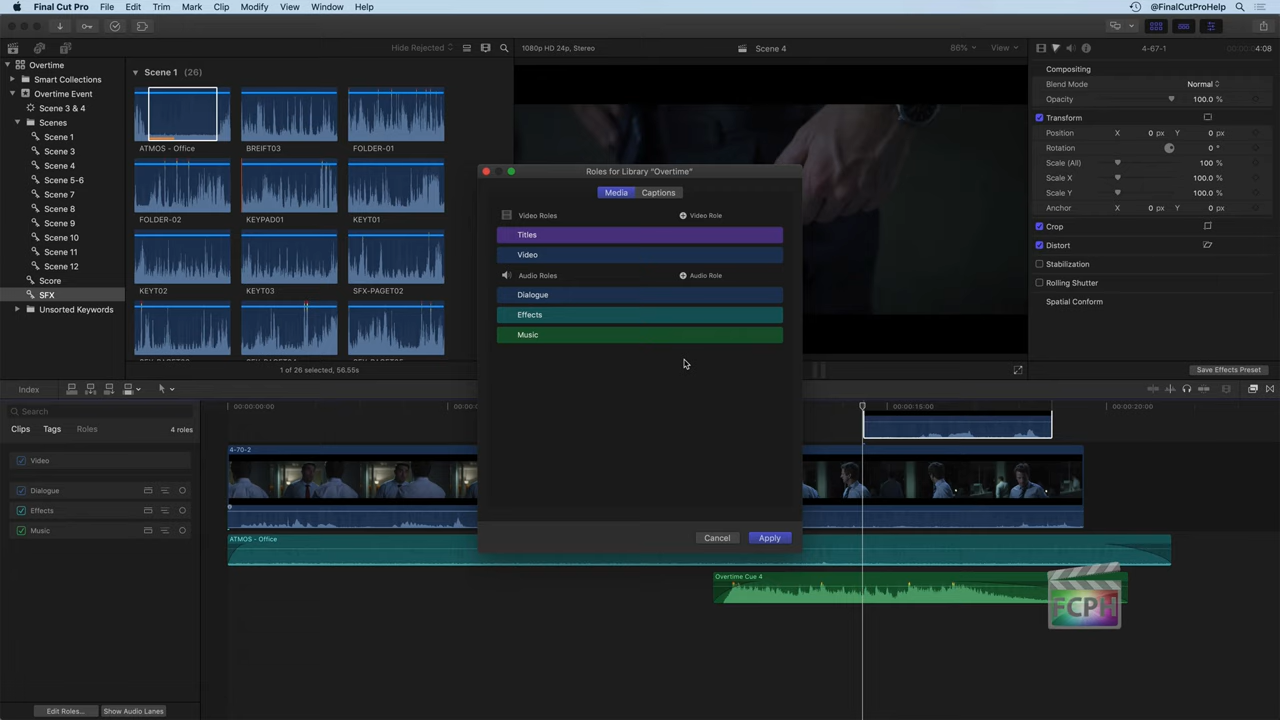 Final Cut Pro File Edit Trim Mark Clip Modify View Window Help @FinalCutProHelp
Hide Rejected 1080p HD 24p, Stereo Scene 4 86% View 4-67-1 4:08
Overtime
Smart Collections
Overtime Event
Scene 3 & 4
Scenes
Scene 1
Scene 3
Scene 4
Scene 5-6
Scene 7
Scene 8
Scene 9
Scene 10
Scene 11
Scene 12
Score
SFX
Unsorted Keywords
Scene 1 (26)
ATMOS - Office BREIFT03 FOLDER-01
FOLDER-02 KEYPAD01 KEYT01
KEYT02 KEYT03 SFX-PAGET02
1 of 26 selected, 56.55s
Compositing
Blend Mode Normal
Opacity 100.0 %
Transform
Position X 0 px Y 0 px
Rotation 0 °
Scale (All) 100 %
Scale X 100.0 %
Scale Y 100.0 %
Anchor X 0 px Y 0 px
Crop
Distort
Stabilization
Rolling Shutter
Spatial Conform
Save Effects Preset
Roles for Library “Overtime”
Media Captions
Video Roles Video Role
Titles
Video
Audio Roles Audio Role
Dialogue
Effects
Music
Cancel Apply
Index
Search
Clips Tags Roles 4 roles
Video
Dialogue
Effects
Music
Edit Roles... Show Audio Lanes
00:00:00:00 00:00:15:00 00:00:20:00
4-70-2
ATMOS - Office
Overtime Cue 4
FCPH